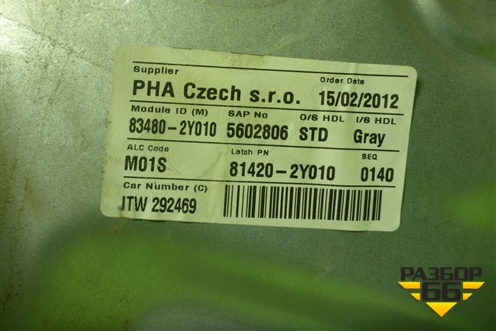 Supplier Order Date
PHA Czech s.r.o. 15/02/2012
Module ID (M) SAP No O/S HDL I/S HDL
83480-2Y010 5602806 STD Gray
ALC Code Latch PN SEQ
M01S 81420-2Y010 0140
Car Number (C)
JTW 292469
РАЗБОР
66